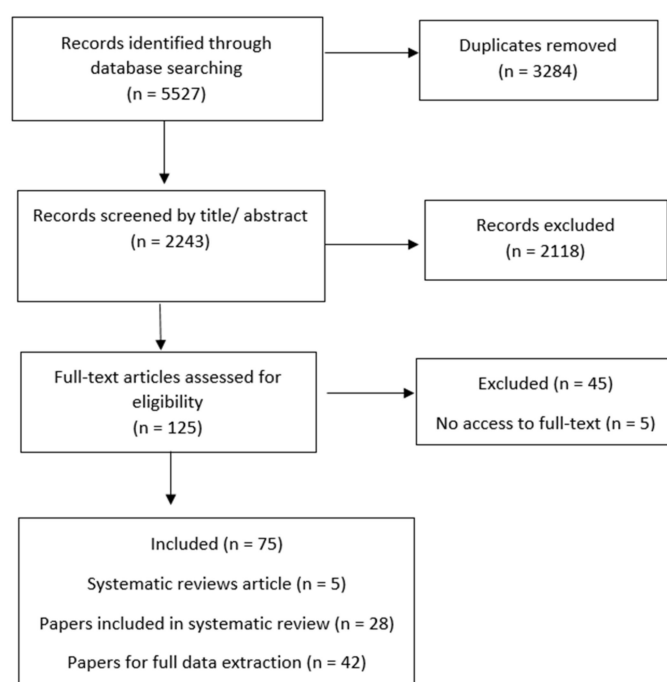 Records identified through
database searching
(n = 5527)
Duplicates removed
(n = 3284)
Records screened by title/ abstract
(n = 2243)
Records excluded
(n = 2118)
Full-text articles assessed for
eligibility
(n = 125)
Excluded (n = 45)
No access to full-text (n = 5)
Included (n = 75)
Systematic reviews article (n = 5)
Papers included in systematic review (n = 28)
Papers for full data extraction (n = 42)